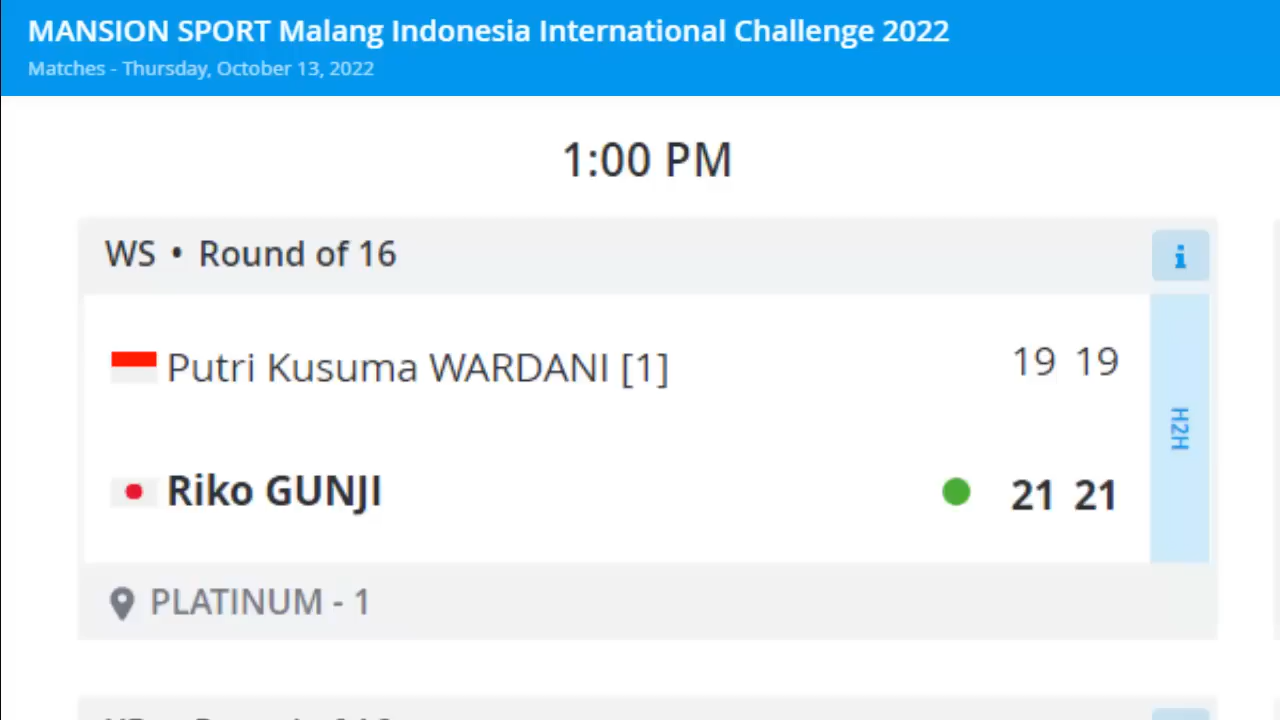 MANSION SPORT Malang Indonesia International Challenge 2022
Matches - Thursday, October 13, 2022
1:00 PM
WS • Round of 16
i
Putri Kusuma WARDANI [1] 19 19
H2H
Riko GUNJI 21 21
PLATINUM - 1